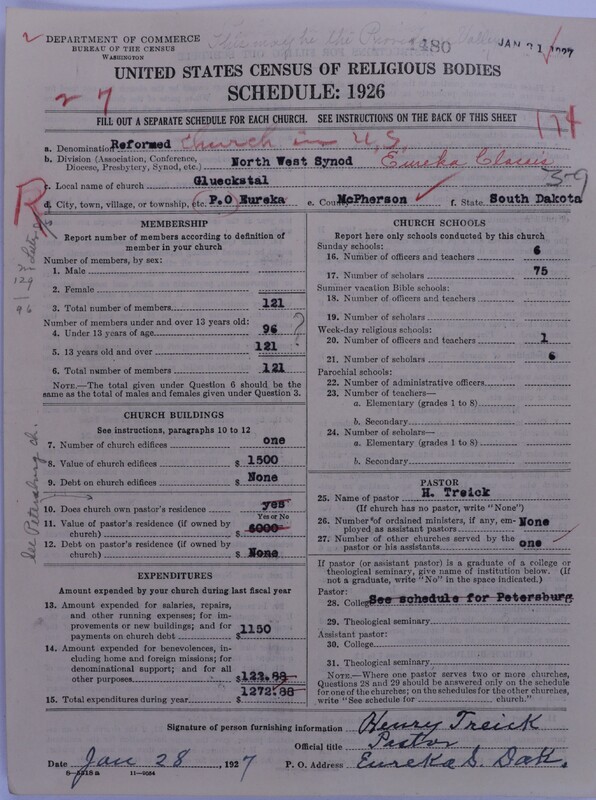 DEPARTMENT OF COMMERCE
BUREAU OF THE CENSUS
WASHINGTON
1480
JAN 31 1927
UNITED STATES CENSUS OF RELIGIOUS BODIES
SCHEDULE: 1926
27
174
FILL OUT A SEPARATE SCHEDULE FOR EACH CHURCH. SEE INSTRUCTIONS ON THE BACK OF THIS SHEET
a. Denomination Reformed Church in U.S.
b. Division (Association, Conference, Diocese, Presbytery, Synod, etc.) North West Synod Eureka Classis
c. Local name of church Glueckstal
59
R
d. City, town, village, or township, etc. P.O Eureka e. County McPherson f. State South Dakota
MEMBERSHIP
Report number of members according to definition of member in your church
Number of members, by sex:
1. Male
2. Female
3. Total number of members 121
Number of members under and over 13 years old:
4. Under 13 years of age 96 ?
5. 13 years old and over 121
6. Total number of members 121
NOTE.—The total given under Question 6 should be the same as the total of males and females given under Question 3.
CHURCH BUILDINGS
See instructions, paragraphs 10 to 12
7. Number of church edifices one
8. Value of church edifices $ 1500
9. Debt on church edifices $ None
10. Does church own pastor's residence yes
Yes or No
11. Value of pastor's residence (if owned by church) $ 6000
12. Debt on pastor's residence (if owned by church) $ None
see Petersburg ch.
EXPENDITURES
Amount expended by your church during last fiscal year
13. Amount expended for salaries, repairs, and other running expenses; for improvements or new buildings; and for payments on church debt $ 1150
14. Amount expended for benevolences, including home and foreign missions; for denominational support; and for all other purposes $ 122.88
15. Total expenditures during year 1272.88
CHURCH SCHOOLS
Report here only schools conducted by this church
Sunday schools:
16. Number of officers and teachers 6
17. Number of scholars 75
Summer vacation Bible schools:
18. Number of officers and teachers
19. Number of scholars
Week-day religious schools:
20. Number of officers and teachers 1
21. Number of scholars 6
Parochial schools:
22. Number of administrative officers
23. Number of teachers—
a. Elementary (grades 1 to 8)
b. Secondary
24. Number of scholars—
a. Elementary (grades 1 to 8)
b. Secondary
PASTOR
25. Name of pastor H. Treick
(If church has no pastor, write "None")
26. Number of ordained ministers, if any, employed as assistant pastors None
27. Number of other churches served by the pastor or his assistants one
If pastor (or assistant pastor) is a graduate of a college or theological seminary, give name of institution below. (If not a graduate, write "No" in the space indicated.)
Pastor:
28. College See schedule for Petersburg
29. Theological seminary
Assistant pastor:
30. College
31. Theological seminary
NOTE.—Where one pastor serves two or more churches, Questions 28 and 29 should be answered only on the schedule for one of the churches; on the schedules for the other churches, write "See schedule for church."
Signature of person furnishing information Henry Treick
Official title Pastor
Date Jan 28, 1927 P. O. Address Eureka S. Dak.
8-5518a 11-9064